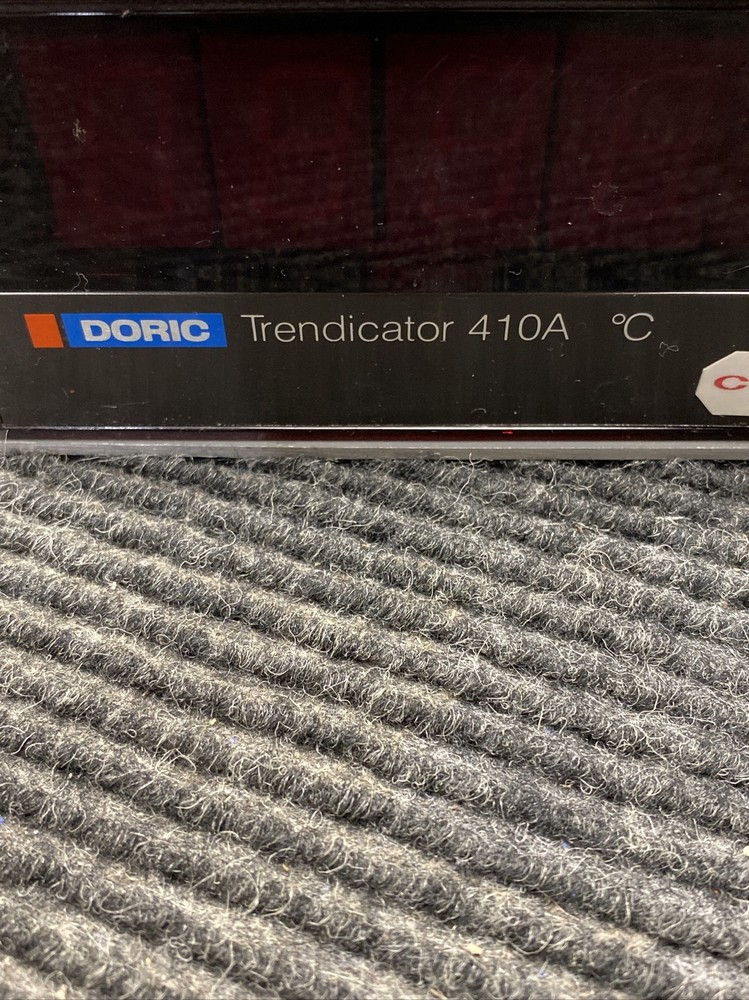 DORIC Trendicator 410A °C
C